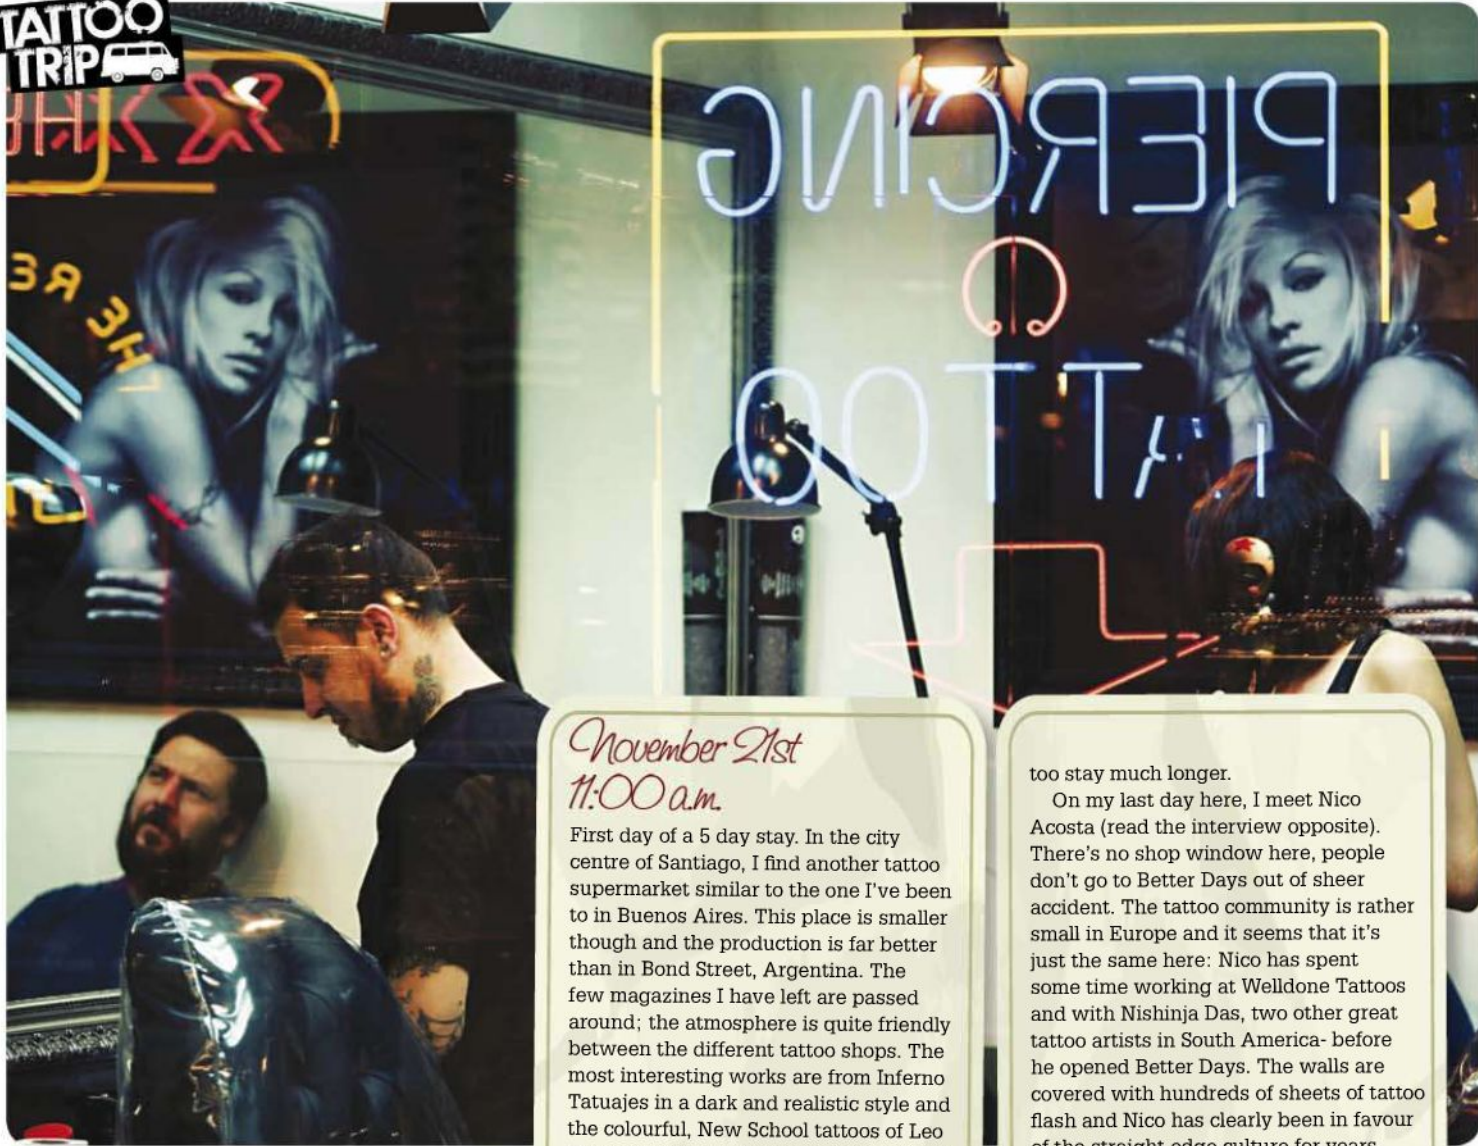 TATTOO
TRIP
PIERCING
TATTOO
HE RE
November 21st
11:00 a.m.
First day of a 5 day stay. In the city
centre of Santiago, I find another tattoo
supermarket similar to the one I've been
to in Buenos Aires. This place is smaller
though and the production is far better
than in Bond Street, Argentina. The
few magazines I have left are passed
around; the atmosphere is quite friendly
between the different tattoo shops. The
most interesting works are from Inferno
Tatuajes in a dark and realistic style and
the colourful, New School tattoos of Leo
too stay much longer.
On my last day here, I meet Nico
Acosta (read the interview opposite).
There's no shop window here, people
don't go to Better Days out of sheer
accident. The tattoo community is rather
small in Europe and it seems that it's
just the same here: Nico has spent
some time working at Welldone Tattoos
and with Nishinja Das, two other great
tattoo artists in South America- before
he opened Better Days. The walls are
covered with hundreds of sheets of tattoo
flash and Nico has clearly been in favour
of the straight edge culture for years